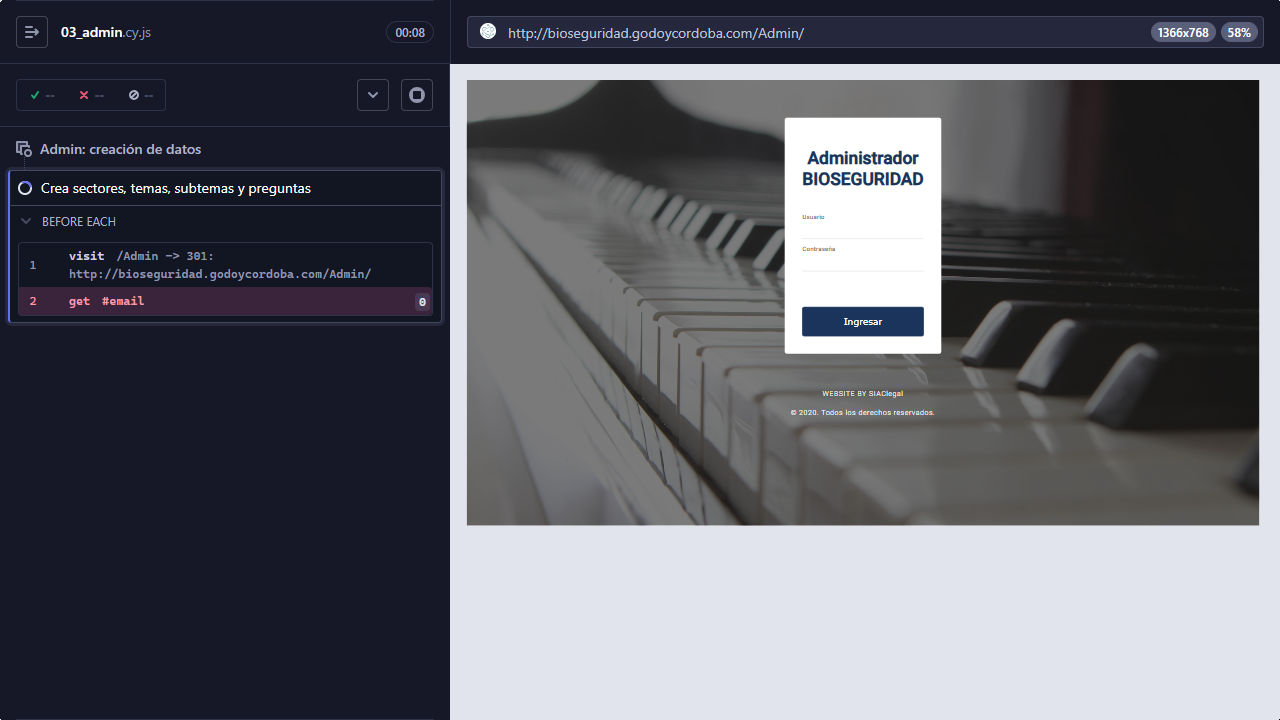 03_admin.cy.js
00:08
--
--
--
Admin: creación de datos
Crea sectores, temas, subtemas y preguntas
BEFORE EACH
1 visit /Admin -> 301:
http://bioseguridad.godoycordoba.com/Admin/
2 get #email 0
http://bioseguridad.godoycordoba.com/Admin/
1366x768
58%
Administrador
BIOSEGURIDAD
Usuario
Contraseña
Ingresar
WEBSITE BY SIAClegal
© 2020. Todos los derechos reservados.